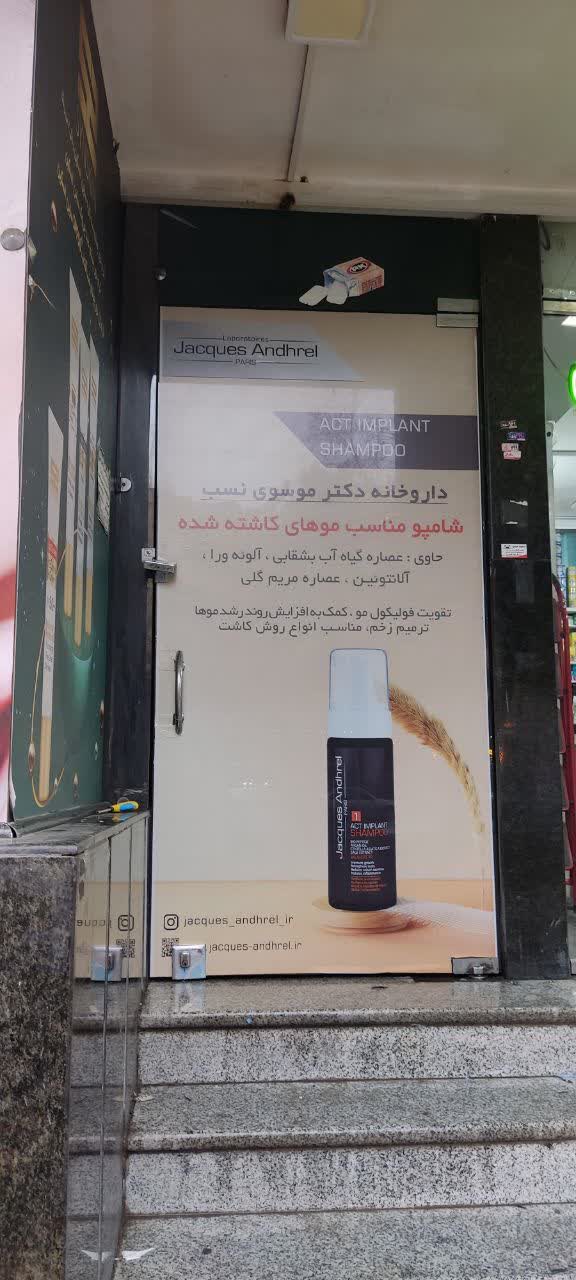 Laboratoires
Jacques Andhrel
PARIS
ACT IMPLANT
SHAMPOO
داروخانه دکتر موسوی نسب
شامپو مناسب موهای کاشته شده
حاوی : عصاره گیاه آب بشقابی ، آلوئه ورا ،
آلانتوئین ، عصاره مریم گلی
تقویت فولیکول مو . کمک به افزایش روند رشد موها
ترمیم زخم، مناسب انواع روش کاشت
Jacques Andhrel
PARIS
1
ACT IMPLANT
SHAMPOO
jacques_andhrel_ir
jacques-andhrel.ir